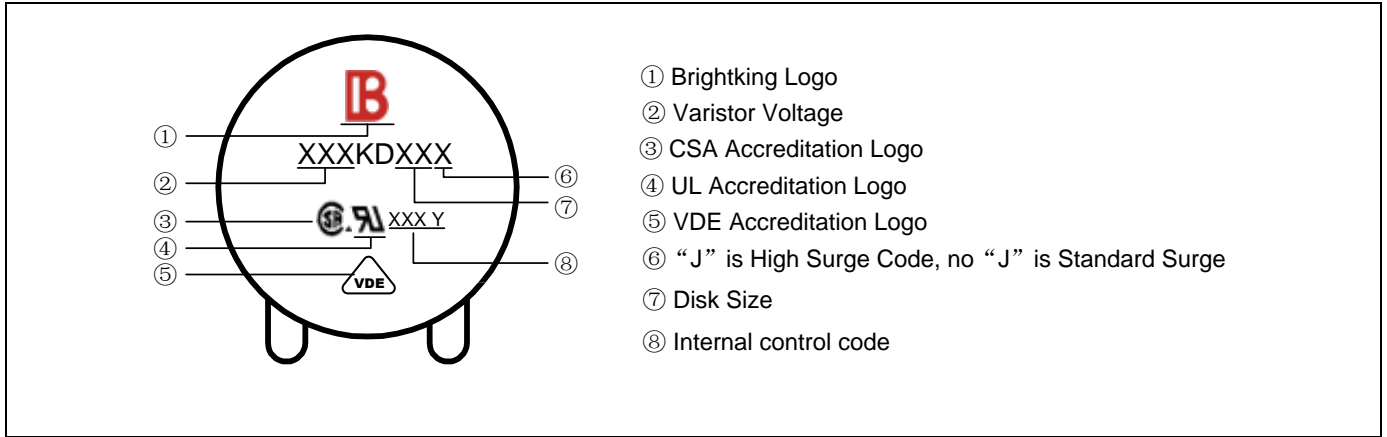 B
①
XXXKDXXX
② ⑥
⑦
③ SA. RU XXX Y
④ ⑧
⑤ VDE
① Brightking Logo
② Varistor Voltage
③ CSA Accreditation Logo
④ UL Accreditation Logo
⑤ VDE Accreditation Logo
⑥ “J” is High Surge Code, no “J” is Standard Surge
⑦ Disk Size
⑧ Internal control code